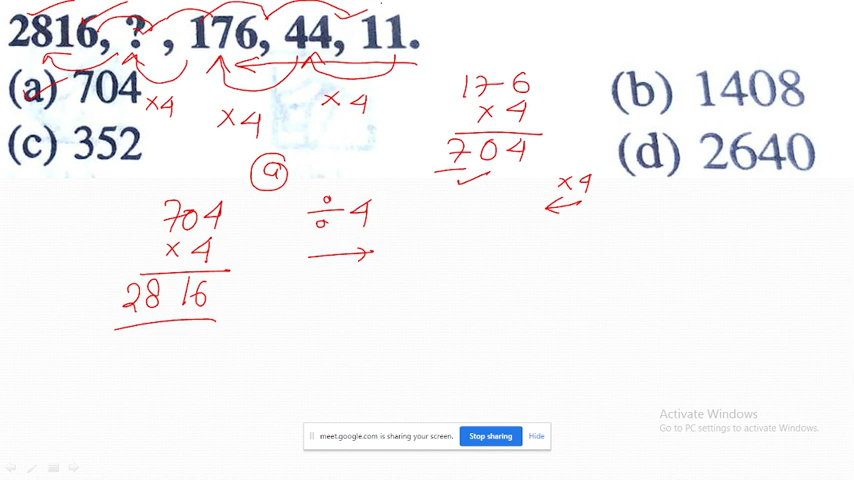 2816, ? , 176, 44, 11.
(a) 704
(b) 1408
(c) 352
(d) 2640
×4
×4
×4
176
×4
704
(a)
×4
704
×4
2816
÷4
Activate Windows
Go to PC settings to activate Windows.
meet.google.com is sharing your screen.
Stop sharing
Hide